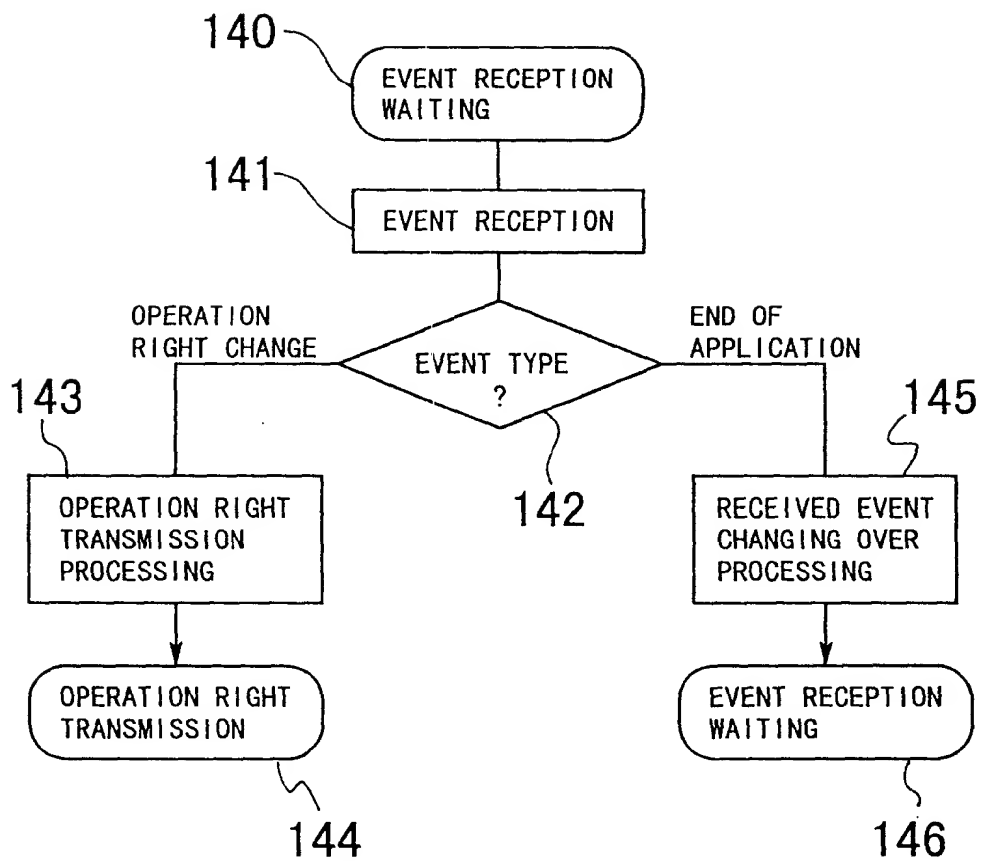 140
EVENT RECEPTION
WAITING
141
EVENT RECEPTION
OPERATION
RIGHT CHANGE
END OF
APPLICATION
EVENT TYPE
?
142
143
OPERATION RIGHT
TRANSMISSION
PROCESSING
145
RECEIVED EVENT
CHANGING OVER
PROCESSING
OPERATION RIGHT
TRANSMISSION
144
EVENT RECEPTION
WAITING
146